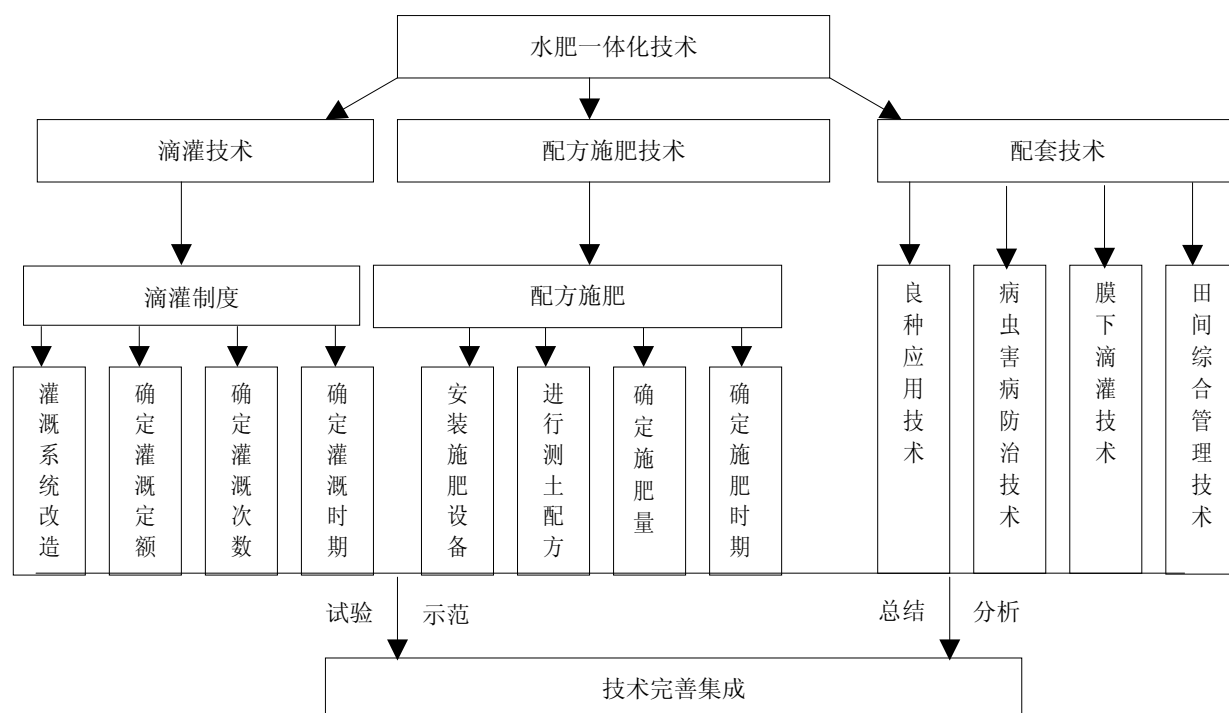 水肥一体化技术
滴灌技术
配方施肥技术
配套技术
滴灌制度
配方施肥
良种应用技术
病虫害病防治技术
膜下滴灌技术
田间综合管理技术
灌溉系统改造
确定灌溉定额
确定灌溉次数
确定灌溉时期
安装施肥设备
进行测土配方
确定施肥量
确定施肥时期
试验 示范
总结 分析
技术完善集成